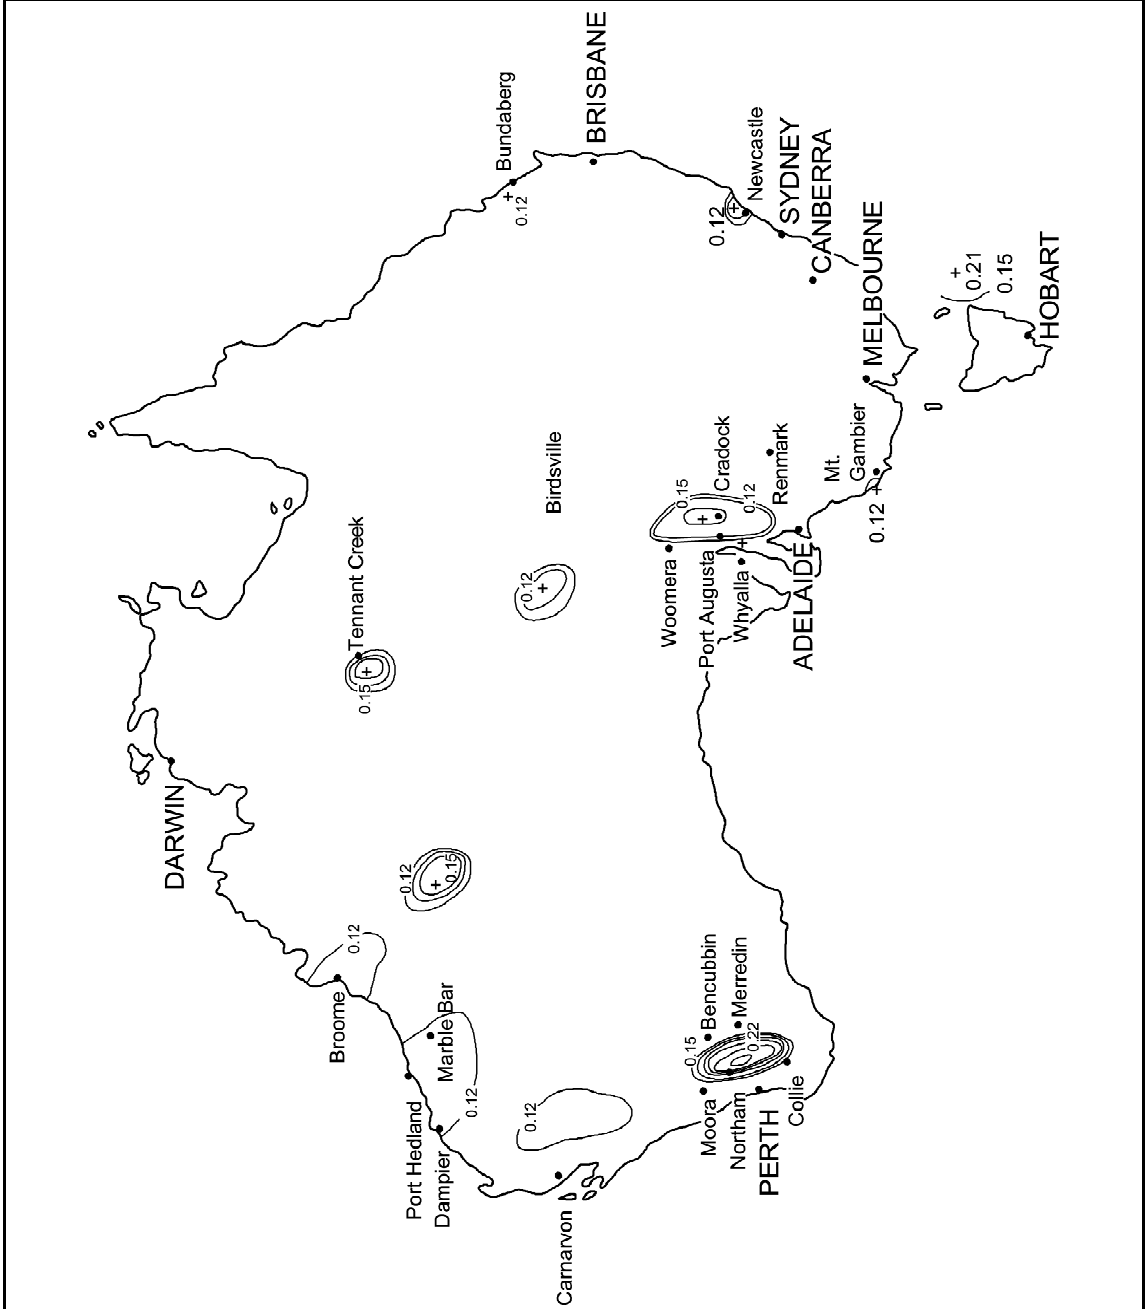 DARWIN
Tennant Creek
0.15
0.12
0.15
0.12
Broome
Marble Bar
0.12
Port Hedland
Dampier
0.12
Carnarvon
Birdsville
0.12
Bundaberg
0.12
BRISBANE
Newcastle
0.12
SYDNEY
CANBERRA
MELBOURNE
0.21
0.15
HOBART
Mt.
Gambier
0.12
Renmark
Cradock
0.15
0.12
Woomera
Port Augusta
Whyalla
ADELAIDE
Bencubbin
Merredin
0.15
0.22
Moora
Northam
PERTH
Collie